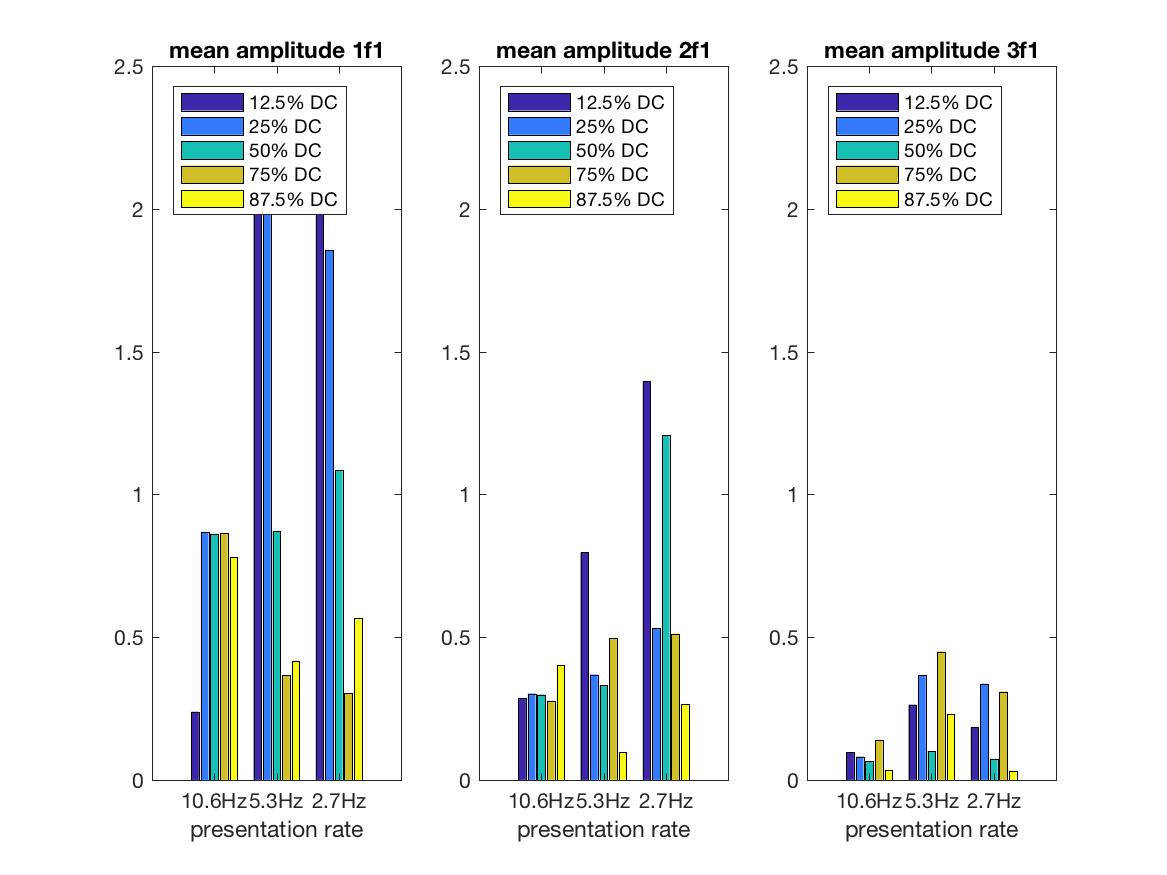 mean amplitude 1f1
2.5
2
1.5
1
0.5
0
12.5% DC
25% DC
50% DC
75% DC
87.5% DC
10.6Hz 5.3Hz 2.7Hz
presentation rate
mean amplitude 2f1
2.5
2
1.5
1
0.5
0
12.5% DC
25% DC
50% DC
75% DC
87.5% DC
10.6Hz 5.3Hz 2.7Hz
presentation rate
mean amplitude 3f1
2.5
2
1.5
1
0.5
0
12.5% DC
25% DC
50% DC
75% DC
87.5% DC
10.6Hz 5.3Hz 2.7Hz
presentation rate